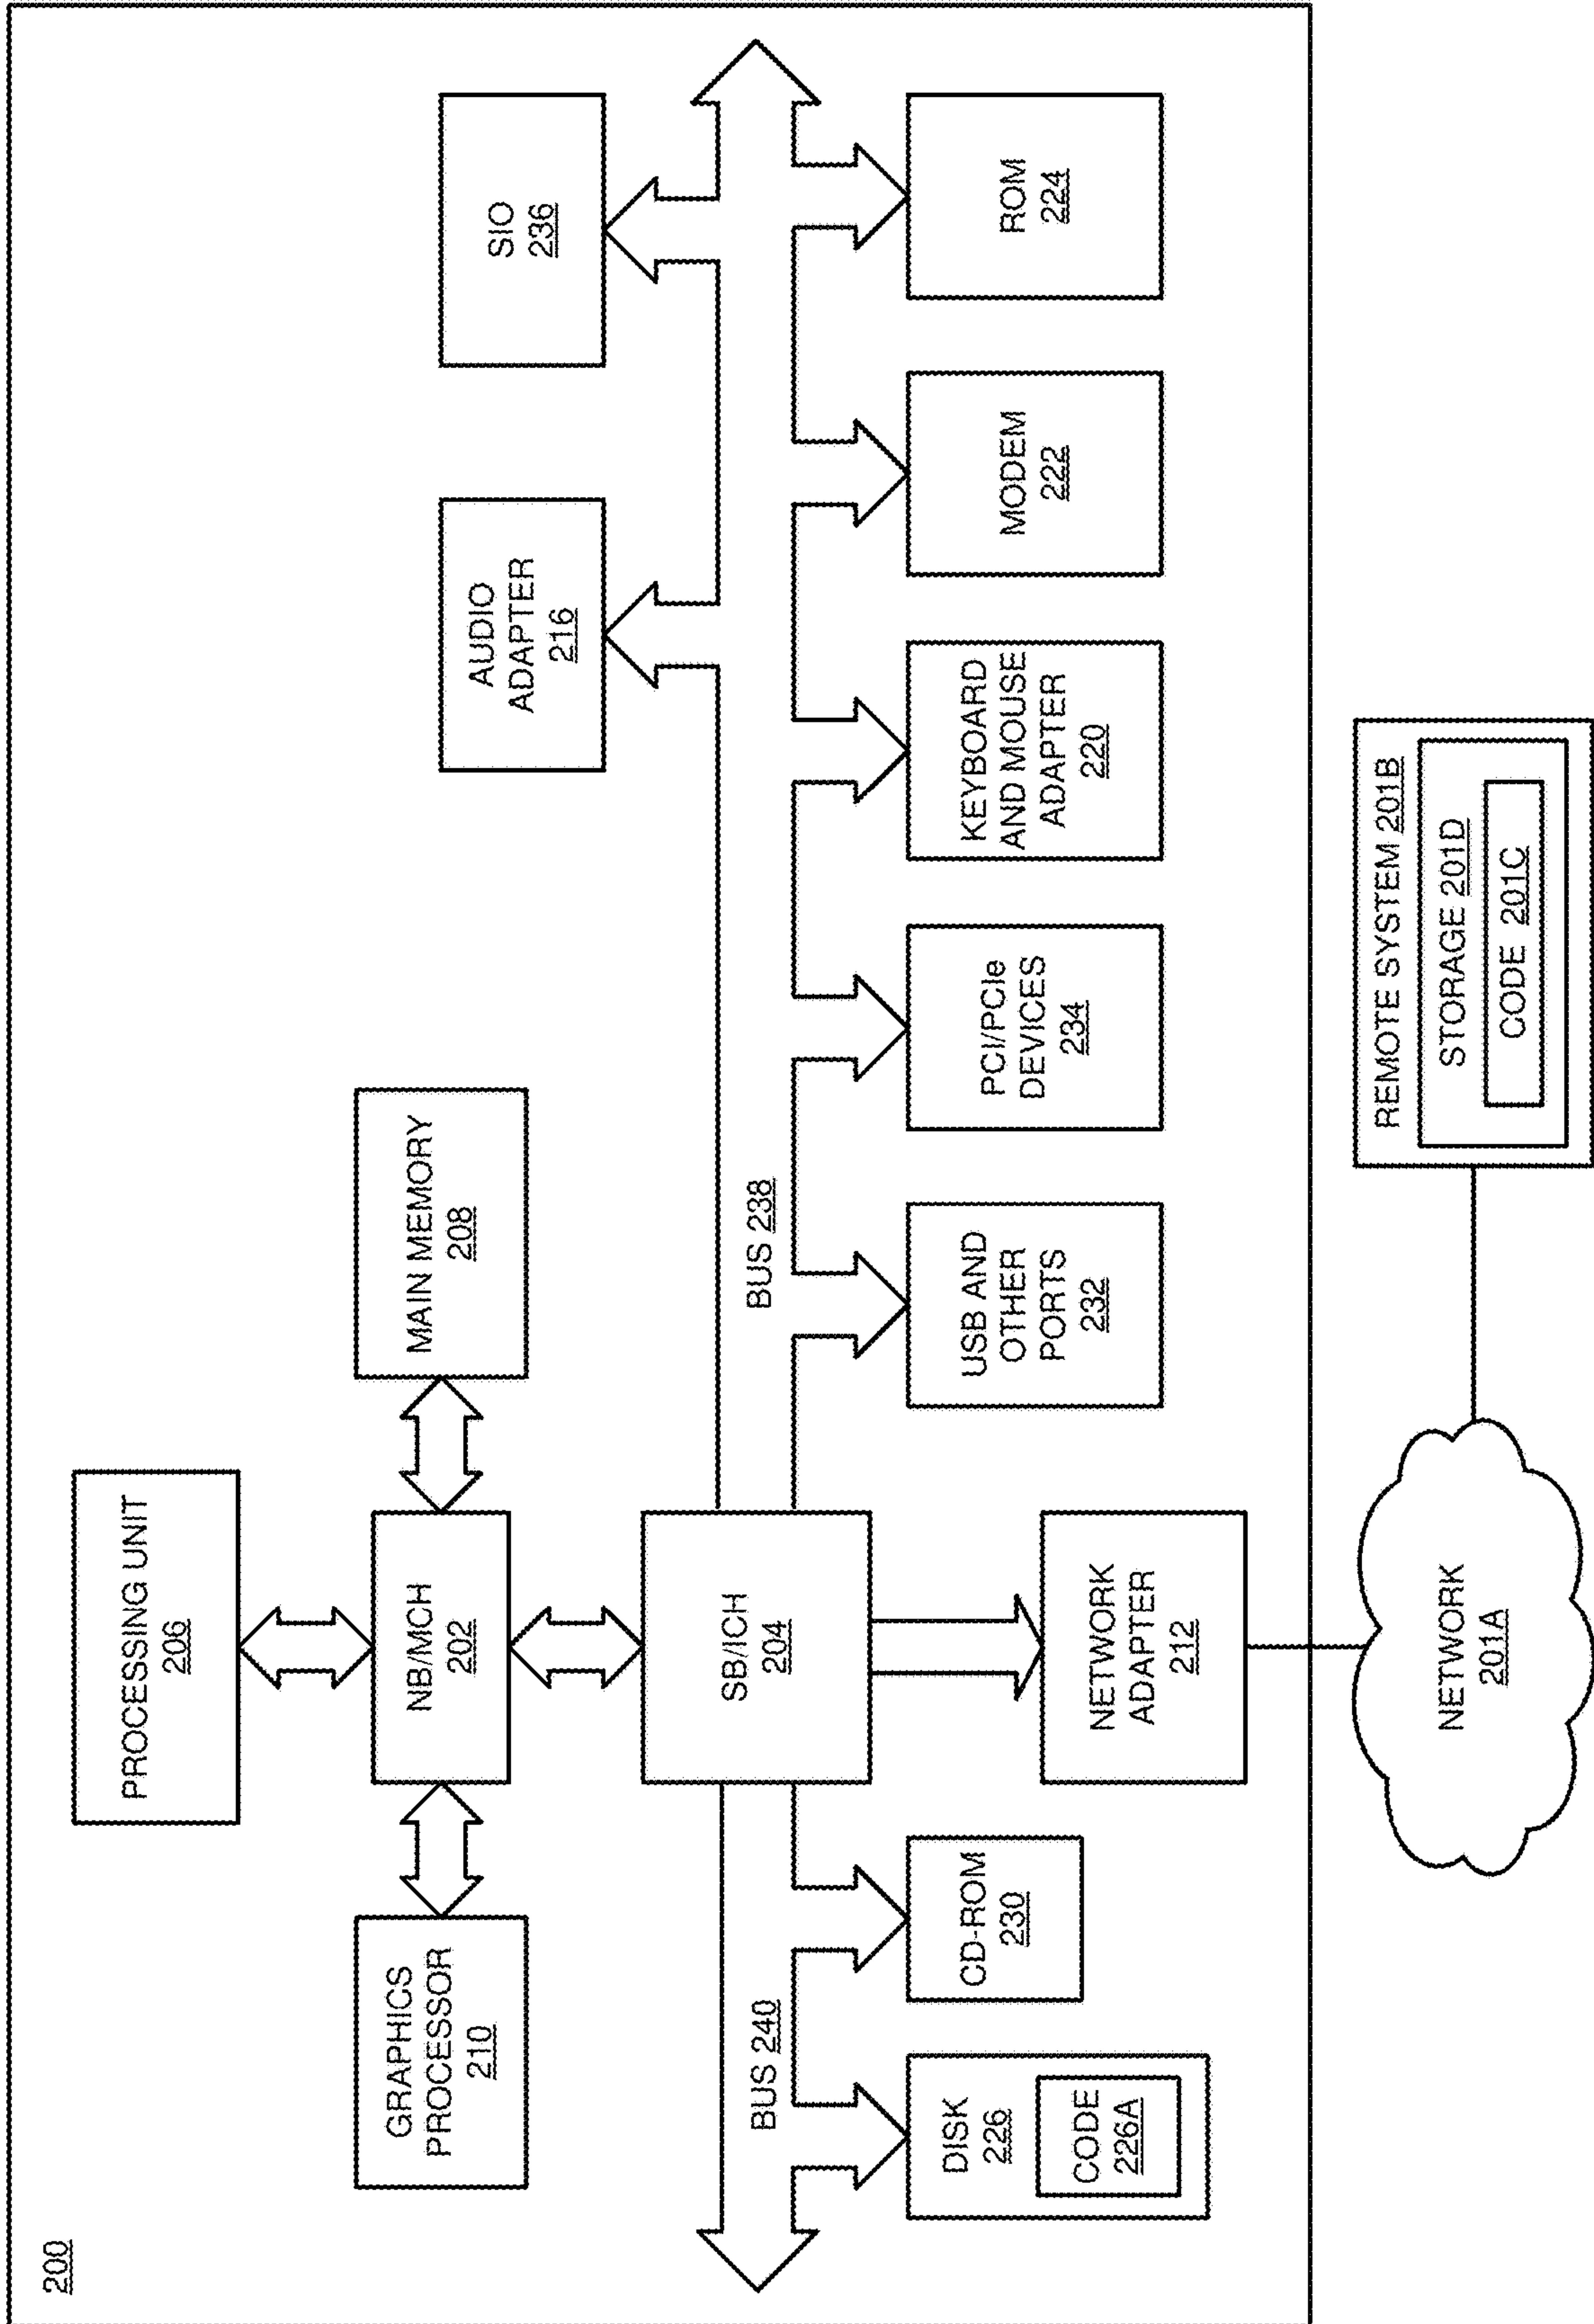 200
PROCESSING UNIT
206
GRAPHICS
PROCESSOR
210
NB/MCH
202
MAIN MEMORY
208
AUDIO
ADAPTER
216
SIO
236
SB/ICH
204
BUS 240
BUS 238
DISK
226
CODE
226A
CD-ROM
230
NETWORK
ADAPTER
212
USB AND
OTHER
PORTS
232
PCI/PCIe
DEVICES
234
KEYBOARD
AND MOUSE
ADAPTER
220
MODEM
222
ROM
224
NETWORK
201A
REMOTE SYSTEM 201B
STORAGE 201D
CODE 201C